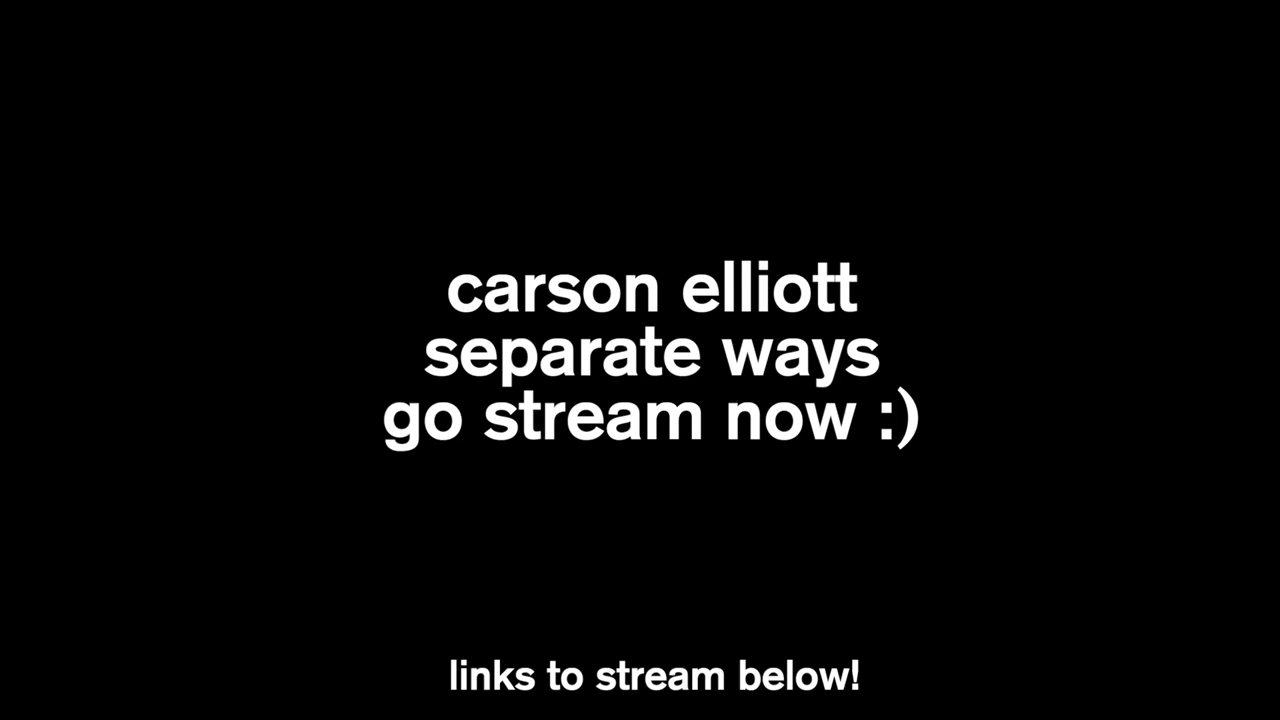 carson elliott
separate ways
go stream now :)
links to stream below!